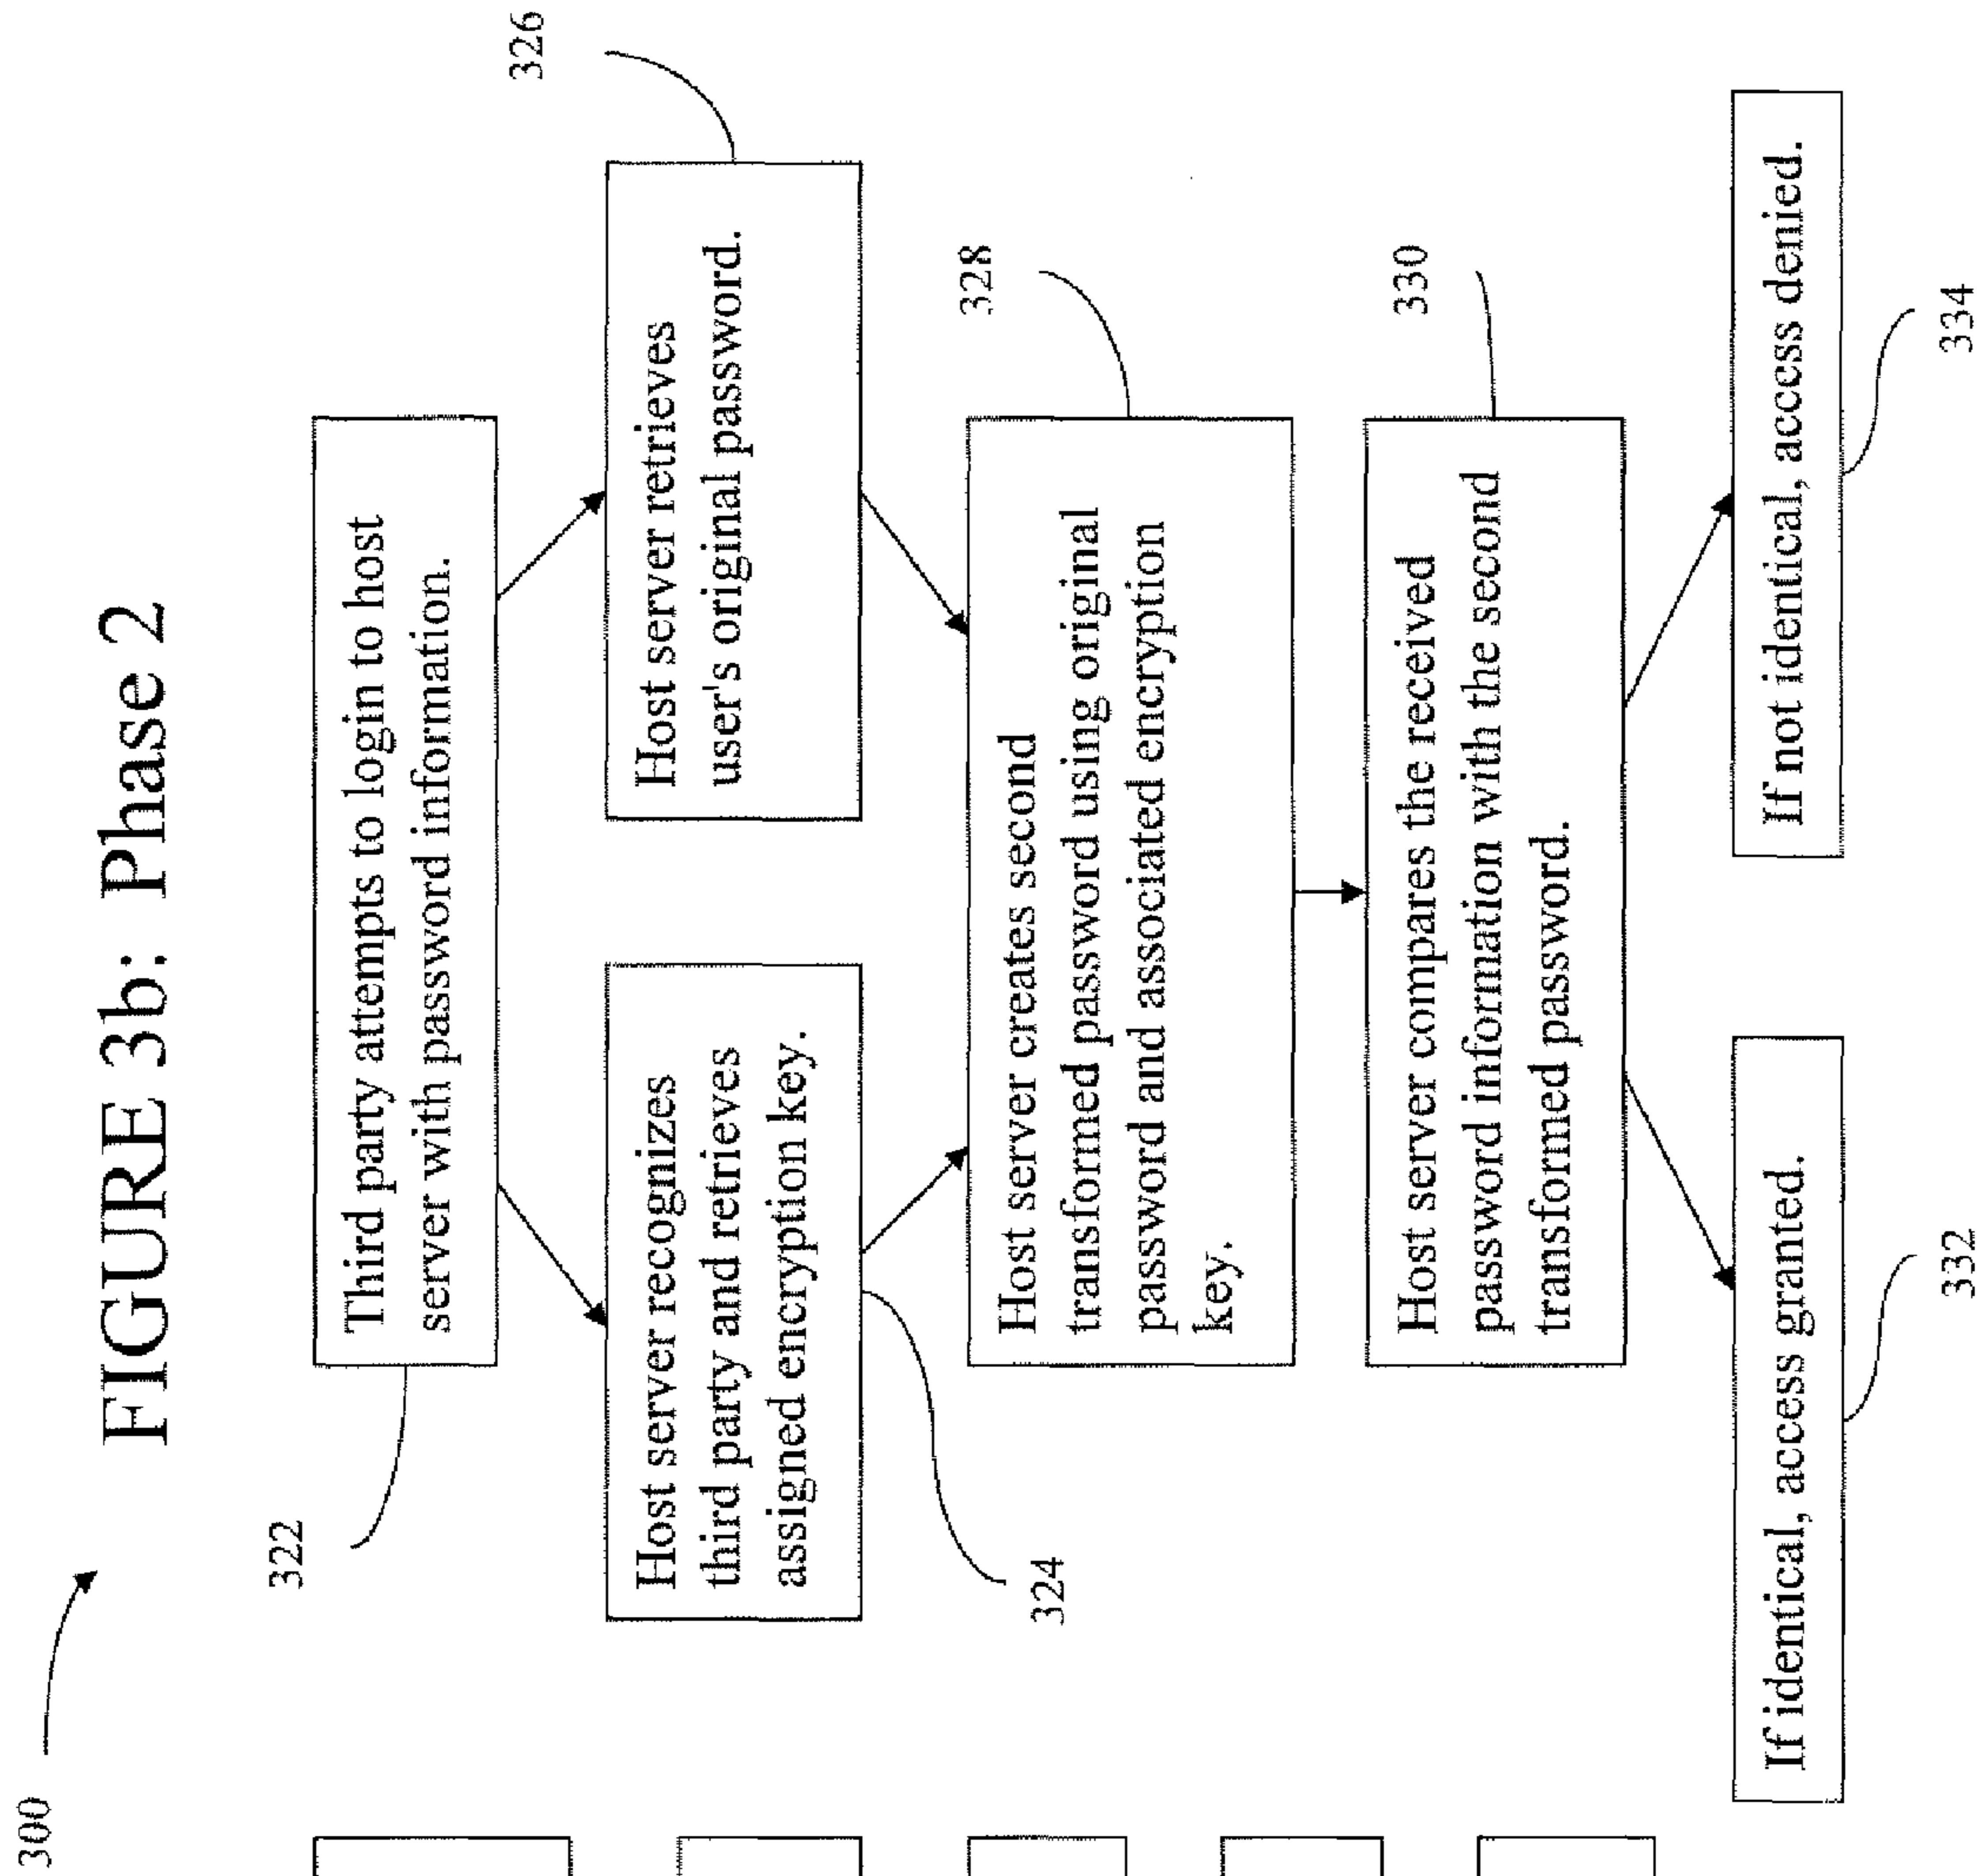 300
FIGURE 3b: Phase 2
322
Third party attempts to login to host
server with password information.
326
Host server recognizes
third party and retrieves
assigned encryption key.
324
Host server retrieves
user's original password.
328
Host server creates second
transformed password using original
password and associated encryption
key.
330
Host server compares the received
password information with the second
transformed password.
If identical, access granted.
332
If not identical, access denied.
334